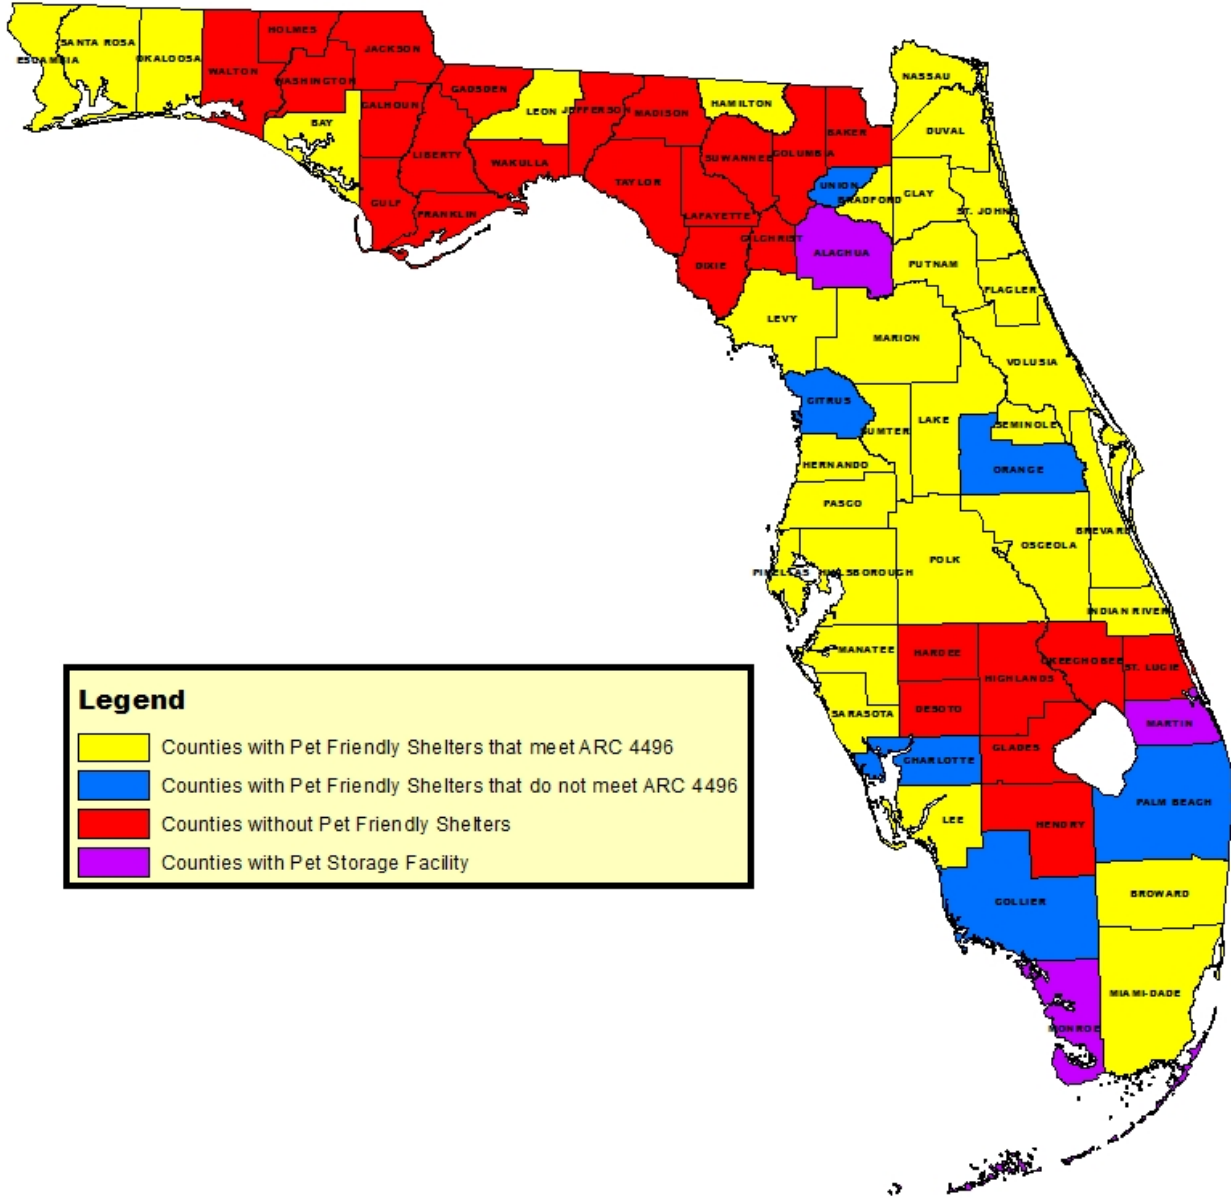 HOLMES
SANTA ROSA
JACKSON
ESCAMBIA
OKALOOSA
WALTON
WASHINGTON
NASSAU
GADSDEN
CALHOUN
LEON
JEFFERSON
MADISON
HAMILTON
BAY
DUVAL
BAKER
LIBERTY
WAKULLA
SUWANNEE
COLUMBIA
TAYLOR
UNION
BRADFORD
CLAY
GULF
FRANKLIN
LAFAYETTE
ST. JOHNS
GILCHRIST
ALACHUA
DIXIE
PUTNAM
FLAGLER
LEVY
MARION
VOLUSIA
CITRUS
SUMTER
LAKE
SEMINOLE
HERNANDO
ORANGE
PASCO
BREVARD
OSCEOLA
POLK
PINELLAS
HILLSBOROUGH
INDIAN RIVER
MANATEE
HARDEE
OKEECHOBEE
ST. LUCIE
HIGHLANDS
SARASOTA
DESOTO
MARTIN
GLADES
CHARLOTTE
PALM BEACH
LEE
HENDRY
COLLIER
BROWARD
MIAMI-DADE
MONROE
Legend
Counties with Pet Friendly Shelters that meet ARC 4496
Counties with Pet Friendly Shelters that do not meet ARC 4496
Counties without Pet Friendly Shelters
Counties with Pet Storage Facility